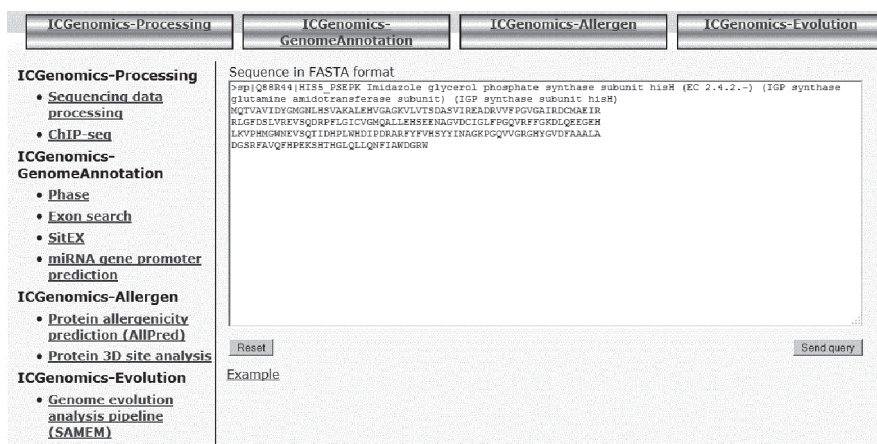 ICGenomics-Processing
ICGenomics-
GenomeAnnotation
ICGenomics-Allergen
ICGenomics-Evolution
ICGenomics-Processing
• Sequencing data
processing
• ChIP-seq
ICGenomics-
GenomeAnnotation
• Phase
• Exon search
• SitEX
• miRNA gene promoter
prediction
ICGenomics-Allergen
• Protein allergenicity
prediction (AllPred)
• Protein 3D site analysis
ICGenomics-Evolution
• Genome evolution
analysis pipeline
(SAMEM)
Sequence in FASTA format
>sp|Q88R44|HIS5_PSEPK Imidazole glycerol phosphate synthase subunit hisH (EC 2.4.2.-) (IGP synthase
glutamine amidotransferase subunit) (IGP synthase subunit hisH)
MQTVAVIDYGMGNLHSVAKALEHVGAGKVLVTSDASVIREADRVVFPGVGAIRDCMAEIR
RLGFDSLVREVSQDRPFLGICVGMQALLEHSEENAGVDCIGLFPGQVRFFGKDLQEEGEH
LKVPHMGWNEVSQTIDHPLWHDIPDRARFYFVHSYYINAGKPGQVVGRGHYGVDFAAALA
DGSRFAVQFHPEKSHTHGLQLLQNFIAWDGRW
Reset
Send query
Example